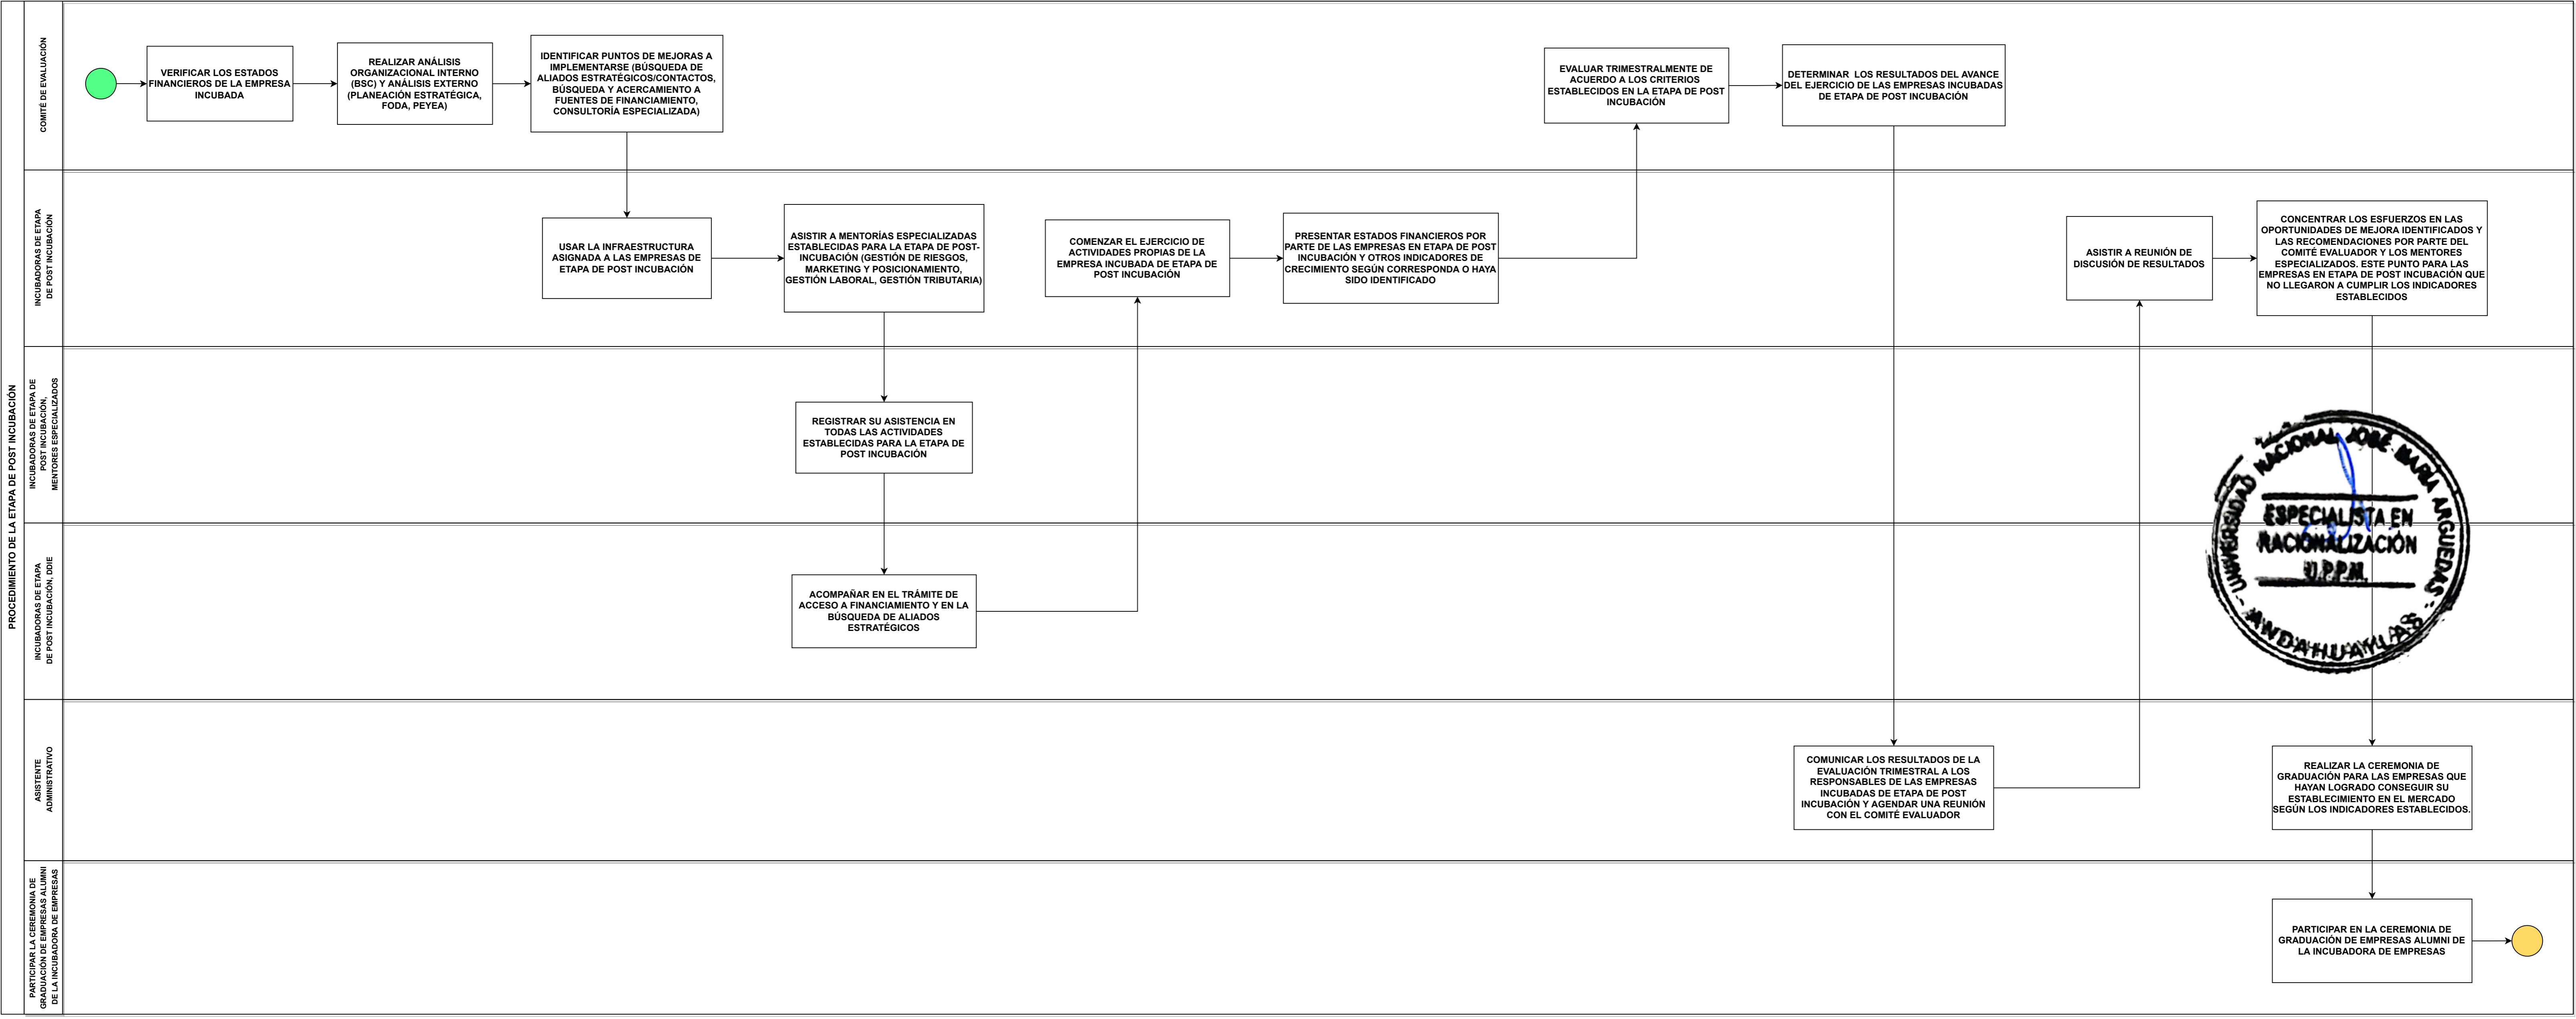 PROCEDIMIENTO DE LA ETAPA DE POST INCUBACIÓN
COMITÉ DE EVALUACIÓN
VERIFICAR LOS ESTADOS
FINANCIEROS DE LA EMPRESA
INCUBADA
REALIZAR ANÁLISIS
ORGANIZACIONAL INTERNO
(BSC) Y ANÁLISIS EXTERNO
(PLANEACIÓN ESTRATÉGICA,
FODA, PEYEA)
IDENTIFICAR PUNTOS DE MEJORAS A
IMPLEMENTARSE (BÚSQUEDA DE
ALIADOS ESTRATÉGICOS/CONTACTOS,
BÚSQUEDA Y ACERCAMIENTO A
FUENTES DE FINANCIAMIENTO,
CONSULTORÍA ESPECIALIZADA)
EVALUAR TRIMESTRALMENTE DE
ACUERDO A LOS CRITERIOS
ESTABLECIDOS EN LA ETAPA DE POST
INCUBACIÓN
DETERMINAR LOS RESULTADOS DEL AVANCE
DEL EJERCICIO DE LAS EMPRESAS INCUBADAS
DE ETAPA DE POST INCUBACIÓN
INCUBADORAS DE ETAPA
DE POST INCUBACIÓN
USAR LA INFRAESTRUCTURA
ASIGNADA A LAS EMPRESAS DE
ETAPA DE POST INCUBACIÓN
ASISTIR A MENTORÍAS ESPECIALIZADAS
ESTABLECIDAS PARA LA ETAPA DE POST-
INCUBACIÓN (GESTIÓN DE RIESGOS,
MARKETING Y POSICIONAMIENTO,
GESTIÓN LABORAL, GESTIÓN TRIBUTARIA)
COMENZAR EL EJERCICIO DE
ACTIVIDADES PROPIAS DE LA
EMPRESA INCUBADA DE ETAPA DE
POST INCUBACIÓN
PRESENTAR ESTADOS FINANCIEROS POR
PARTE DE LAS EMPRESAS EN ETAPA DE POST
INCUBACIÓN Y OTROS INDICADORES DE
CRECIMIENTO SEGÚN CORRESPONDA O HAYA
SIDO IDENTIFICADO
ASISTIR A REUNIÓN DE
DISCUSIÓN DE RESULTADOS
CONCENTRAR LOS ESFUERZOS EN LAS
OPORTUNIDADES DE MEJORA IDENTIFICADOS Y
LAS RECOMENDACIONES POR PARTE DEL
COMITÉ EVALUADOR Y LOS MENTORES
ESPECIALIZADOS. ESTE PUNTO PARA LAS
EMPRESAS EN ETAPA DE POST INCUBACIÓN QUE
NO LLEGARON A CUMPLIR LOS INDICADORES
ESTABLECIDOS
INCUBADORAS DE ETAPA DE
POST INCUBACIÓN,
MENTORES ESPECIALIZADOS
REGISTRAR SU ASISTENCIA EN
TODAS LAS ACTIVIDADES
ESTABLECIDAS PARA LA ETAPA DE
POST INCUBACIÓN
UNIVERSIDAD NACIONAL JOSÉ MARÍA ARGUEDAS
ESPECIALISTA EN
RACIONALIZACIÓN
U.P.P.M.
- ANDAHUAYLAS -
INCUBADORAS DE ETAPA
DE POST INCUBACIÓN, DDIE
ACOMPAÑAR EN EL TRÁMITE DE
ACCESO A FINANCIAMIENTO Y EN LA
BÚSQUEDA DE ALIADOS
ESTRATÉGICOS
ASISTENTE
ADMINISTRATIVO
COMUNICAR LOS RESULTADOS DE LA
EVALUACIÓN TRIMESTRAL A LOS
RESPONSABLES DE LAS EMPRESAS
INCUBADAS DE ETAPA DE POST
INCUBACIÓN Y AGENDAR UNA REUNIÓN
CON EL COMITÉ EVALUADOR
REALIZAR LA CEREMONIA DE
GRADUACIÓN PARA LAS EMPRESAS QUE
HAYAN LOGRADO CONSEGUIR SU
ESTABLECIMIENTO EN EL MERCADO
SEGÚN LOS INDICADORES ESTABLECIDOS.
PARTICIPAR LA CEREMONIA DE
GRADUACIÓN DE EMPRESAS ALUMNI
DE LA INCUBADORA DE EMPRESAS
PARTICIPAR EN LA CEREMONIA DE
GRADUACIÓN DE EMPRESAS ALUMNI DE
LA INCUBADORA DE EMPRESAS